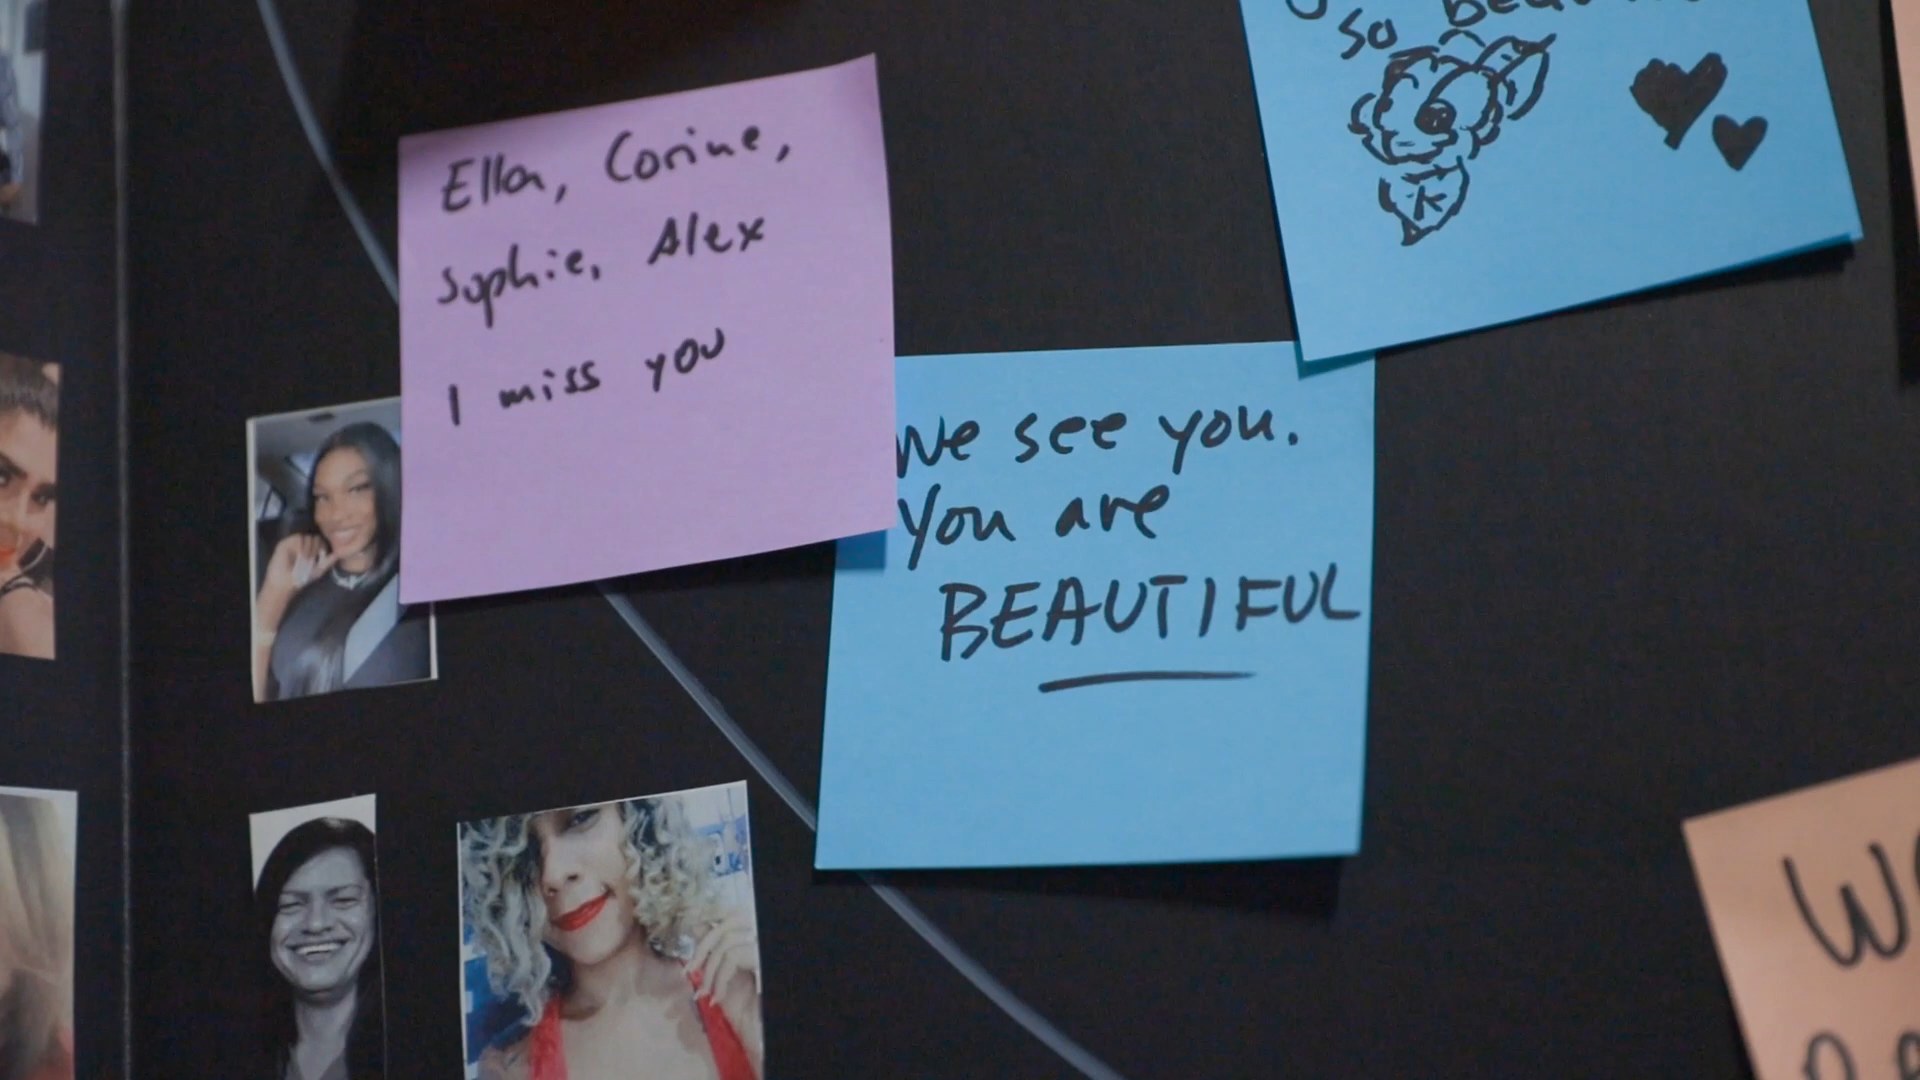 Ella, Corine,
Sophie, Alex
I miss you
so
We see you.
You are
BEAUTIFUL
K